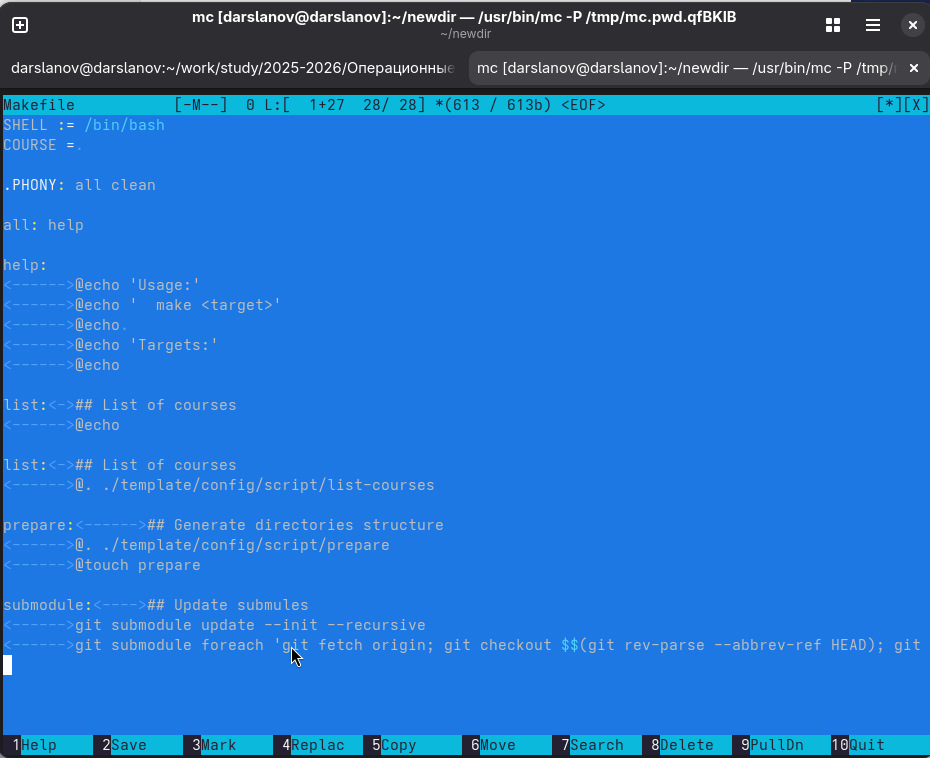 mc [darslanov@darslanov]:~/newdir — /usr/bin/mc -P /tmp/mc.pwd.qfBKIB
~/newdir
darslanov@darslanov:~/work/study/2025-2026/Операционные
mc [darslanov@darslanov]:~/newdir — /usr/bin/mc -P /tmp/
Makefile [-M--] 0 L:[ 1+27 28/ 28] *(613 / 613b) <EOF> [*][X]
SHELL := /bin/bash
COURSE =.
.PHONY: all clean
all: help
help:
<------>@echo 'Usage:'
<------>@echo '  make <target>'
<------>@echo.
<------>@echo 'Targets:'
<------>@echo
list:<->## List of courses
<------>@echo
list:<->## List of courses
<------>@. ./template/config/script/list-courses
prepare:<------>## Generate directories structure
<------>@. ./template/config/script/prepare
<------>@touch prepare
submodule:<---->## Update submules
<------>git submodule update --init --recursive
<------>git submodule foreach 'git fetch origin; git checkout $$(git rev-parse --abbrev-ref HEAD); git
1Help 2Save 3Mark 4Replac 5Copy 6Move 7Search 8Delete 9PullDn 10Quit